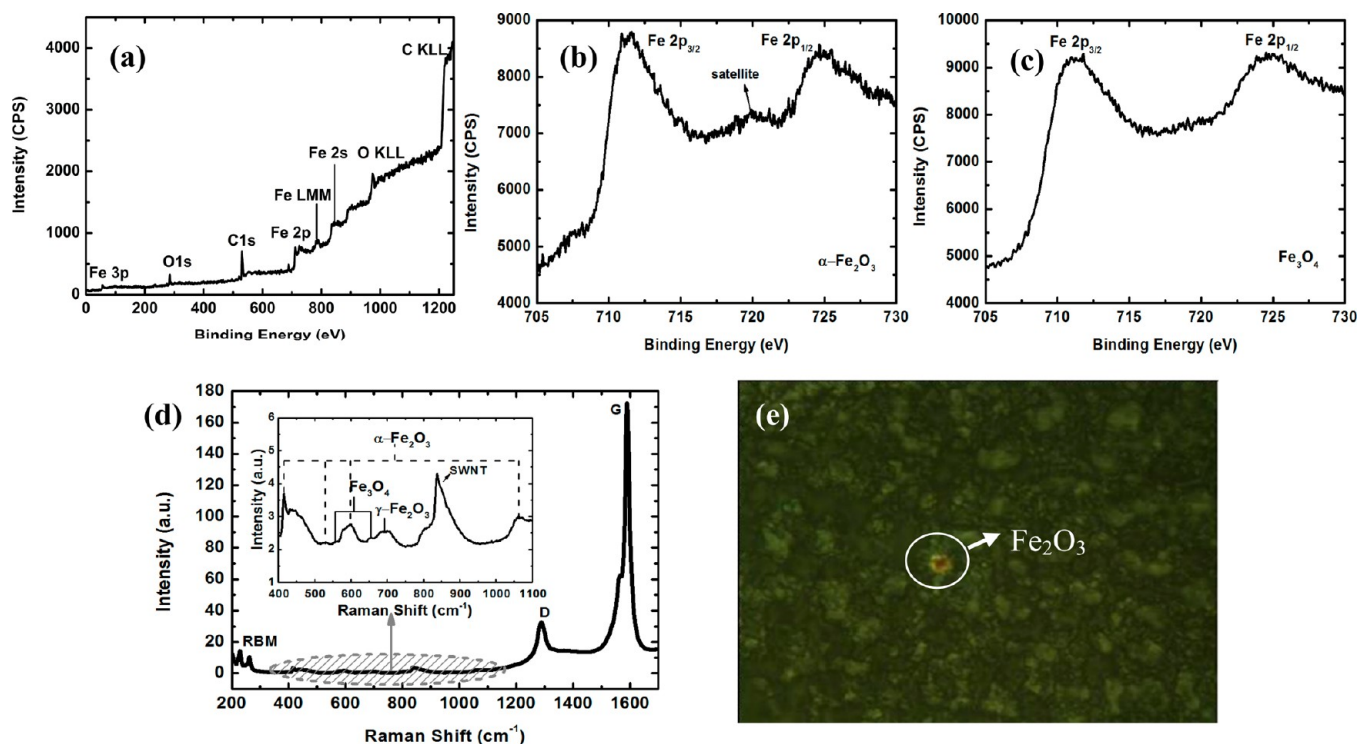 (a)
C KLL
O KLL
Fe 2s
Fe LMM
Fe 2p
C1s
O1s
Fe 3p
Intensity (CPS)
4000
3000
2000
1000
0
0 200 400 600 800 1000 1200
Binding Energy (eV)
(b)
Fe 2p3/2
Fe 2p1/2
satellite
α–Fe2O3
Intensity (CPS)
9000
8000
7000
6000
5000
4000
705 710 715 720 725 730
Binding Energy (eV)
(c)
Fe 2p3/2
Fe 2p1/2
Fe3O4
Intensity (CPS)
10000
9000
8000
7000
6000
5000
4000
705 710 715 720 725 730
Binding Energy (eV)
(d)
G
D
RBM
Intensity (a.u.)
180
160
140
120
100
80
60
40
20
0
200 400 600 800 1000 1200 1400 1600
Raman Shift (cm-1)
α–Fe2O3
SWNT
Fe3O4
γ–Fe2O3
Intensity (a.u.)
6
5
4
3
2
1
400 500 600 700 800 900 1000 1100
Raman Shift (cm-1)
(e)
Fe2O3